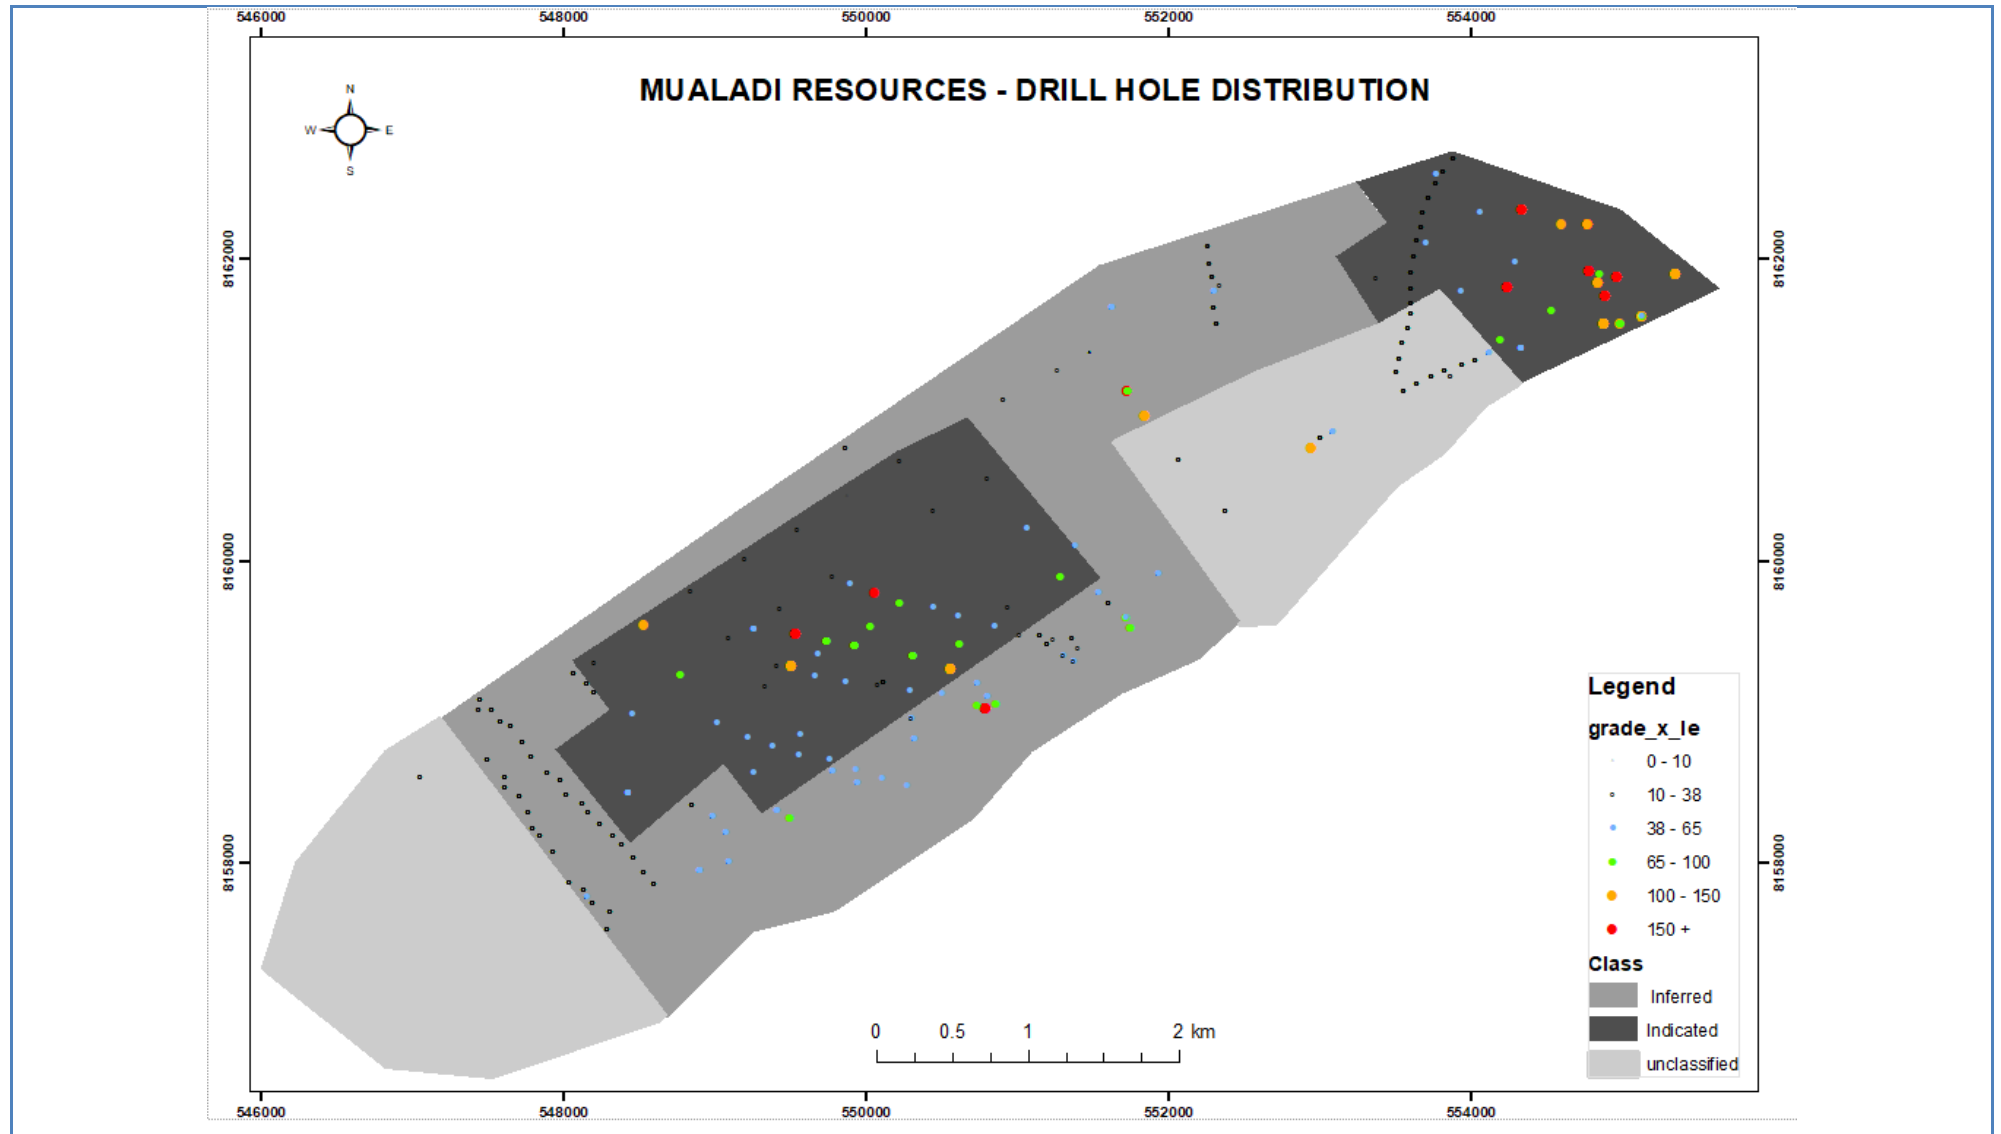 546000 548000 550000 552000 554000
MUALADI RESOURCES - DRILL HOLE DISTRIBUTION
N
W E
S
8162000 8162000
8160000 8160000
8158000 8158000
Legend
grade_x_le
0 - 10
10 - 38
38 - 65
65 - 100
100 - 150
150 +
Class
Inferred
Indicated
unclassified
0 0.5 1 2 km
546000 548000 550000 552000 554000